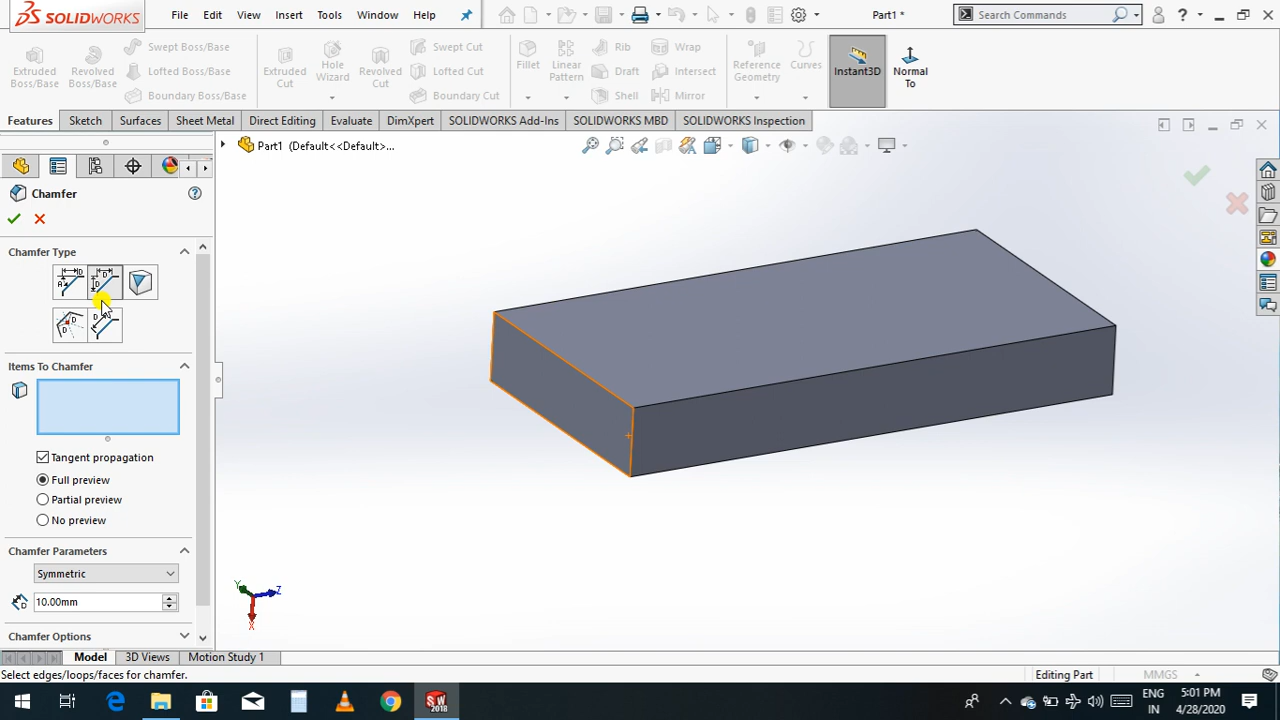 SOLIDWORKS File Edit View Insert Tools Window Help Part1 * Search Commands ?
Extruded Boss/Base
Revolved Boss/Base
Swept Boss/Base
Lofted Boss/Base
Boundary Boss/Base
Extruded Cut
Hole Wizard
Revolved Cut
Swept Cut
Lofted Cut
Boundary Cut
Fillet
Linear Pattern
Rib
Draft
Shell
Wrap
Intersect
Mirror
Reference Geometry
Curves
Instant3D
Normal To
Features Sketch Surfaces Sheet Metal Direct Editing Evaluate DimXpert SOLIDWORKS Add-Ins SOLIDWORKS MBD SOLIDWORKS Inspection
Part1 (Default<<Default>...
Chamfer
Chamfer Type
Items To Chamfer
Tangent propagation
Full preview
Partial preview
No preview
Chamfer Parameters
Symmetric
10.00mm
Chamfer Options
Y
Z
X
Model 3D Views Motion Study 1
Select edges/loops/faces for chamfer. Editing Part MMGS
SW
2018
ENG
IN
5:01 PM
4/28/2020